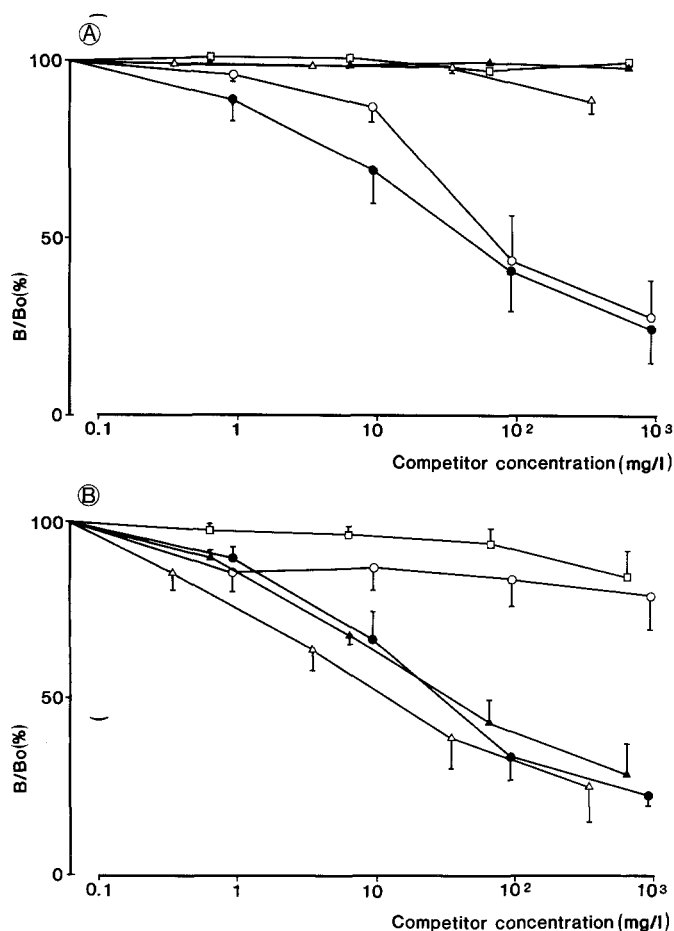 A
100
50
0
B/Bo(%)
0.1 1 10 10² 10³
Competitor concentration (mg/l)
B
100
50
0
B/Bo(%)
0.1 1 10 10² 10³
Competitor concentration (mg/l)